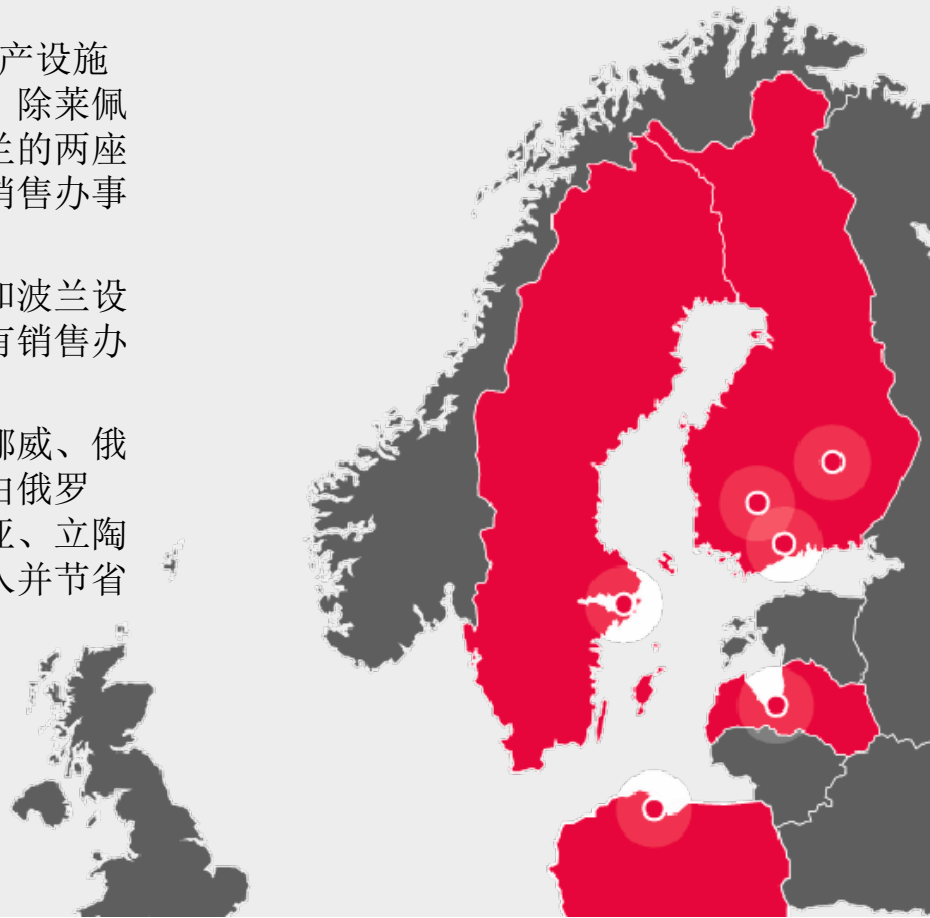 产设施
除莱佩
兰的两座
销售办事
和波兰设
有销售办
挪威、俄
由俄罗
亚、立陶
入并节省